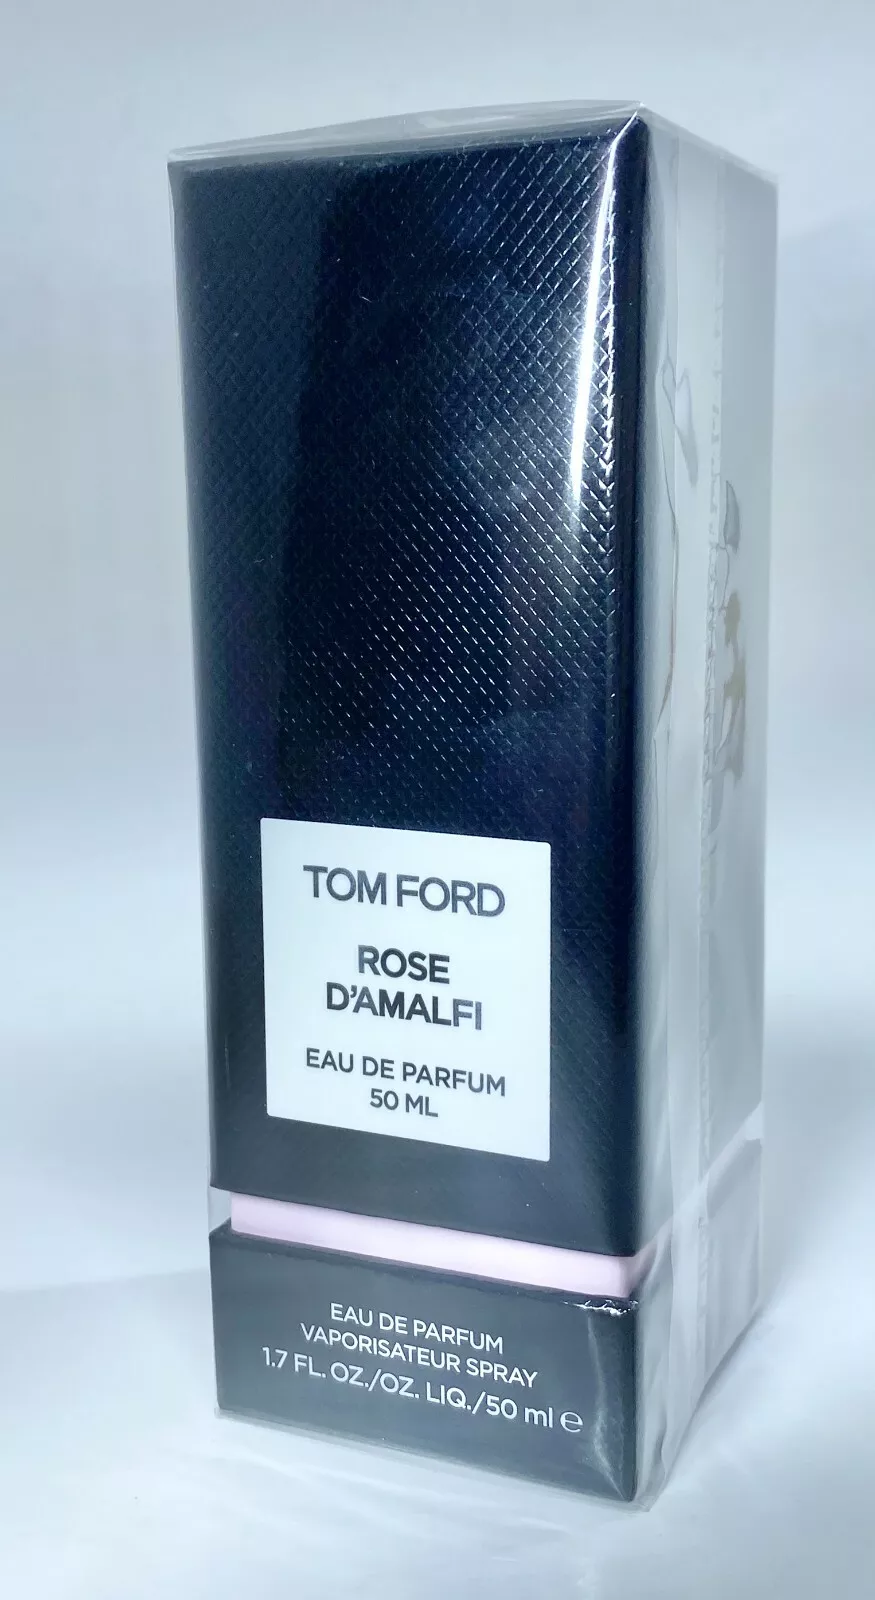 TOM FORD
ROSE
D'AMALFI
EAU DE PARFUM
50 ML
EAU DE PARFUM
VAPORISATEUR SPRAY
1.7 FL. OZ./OZ. LIQ./50 ml ℮